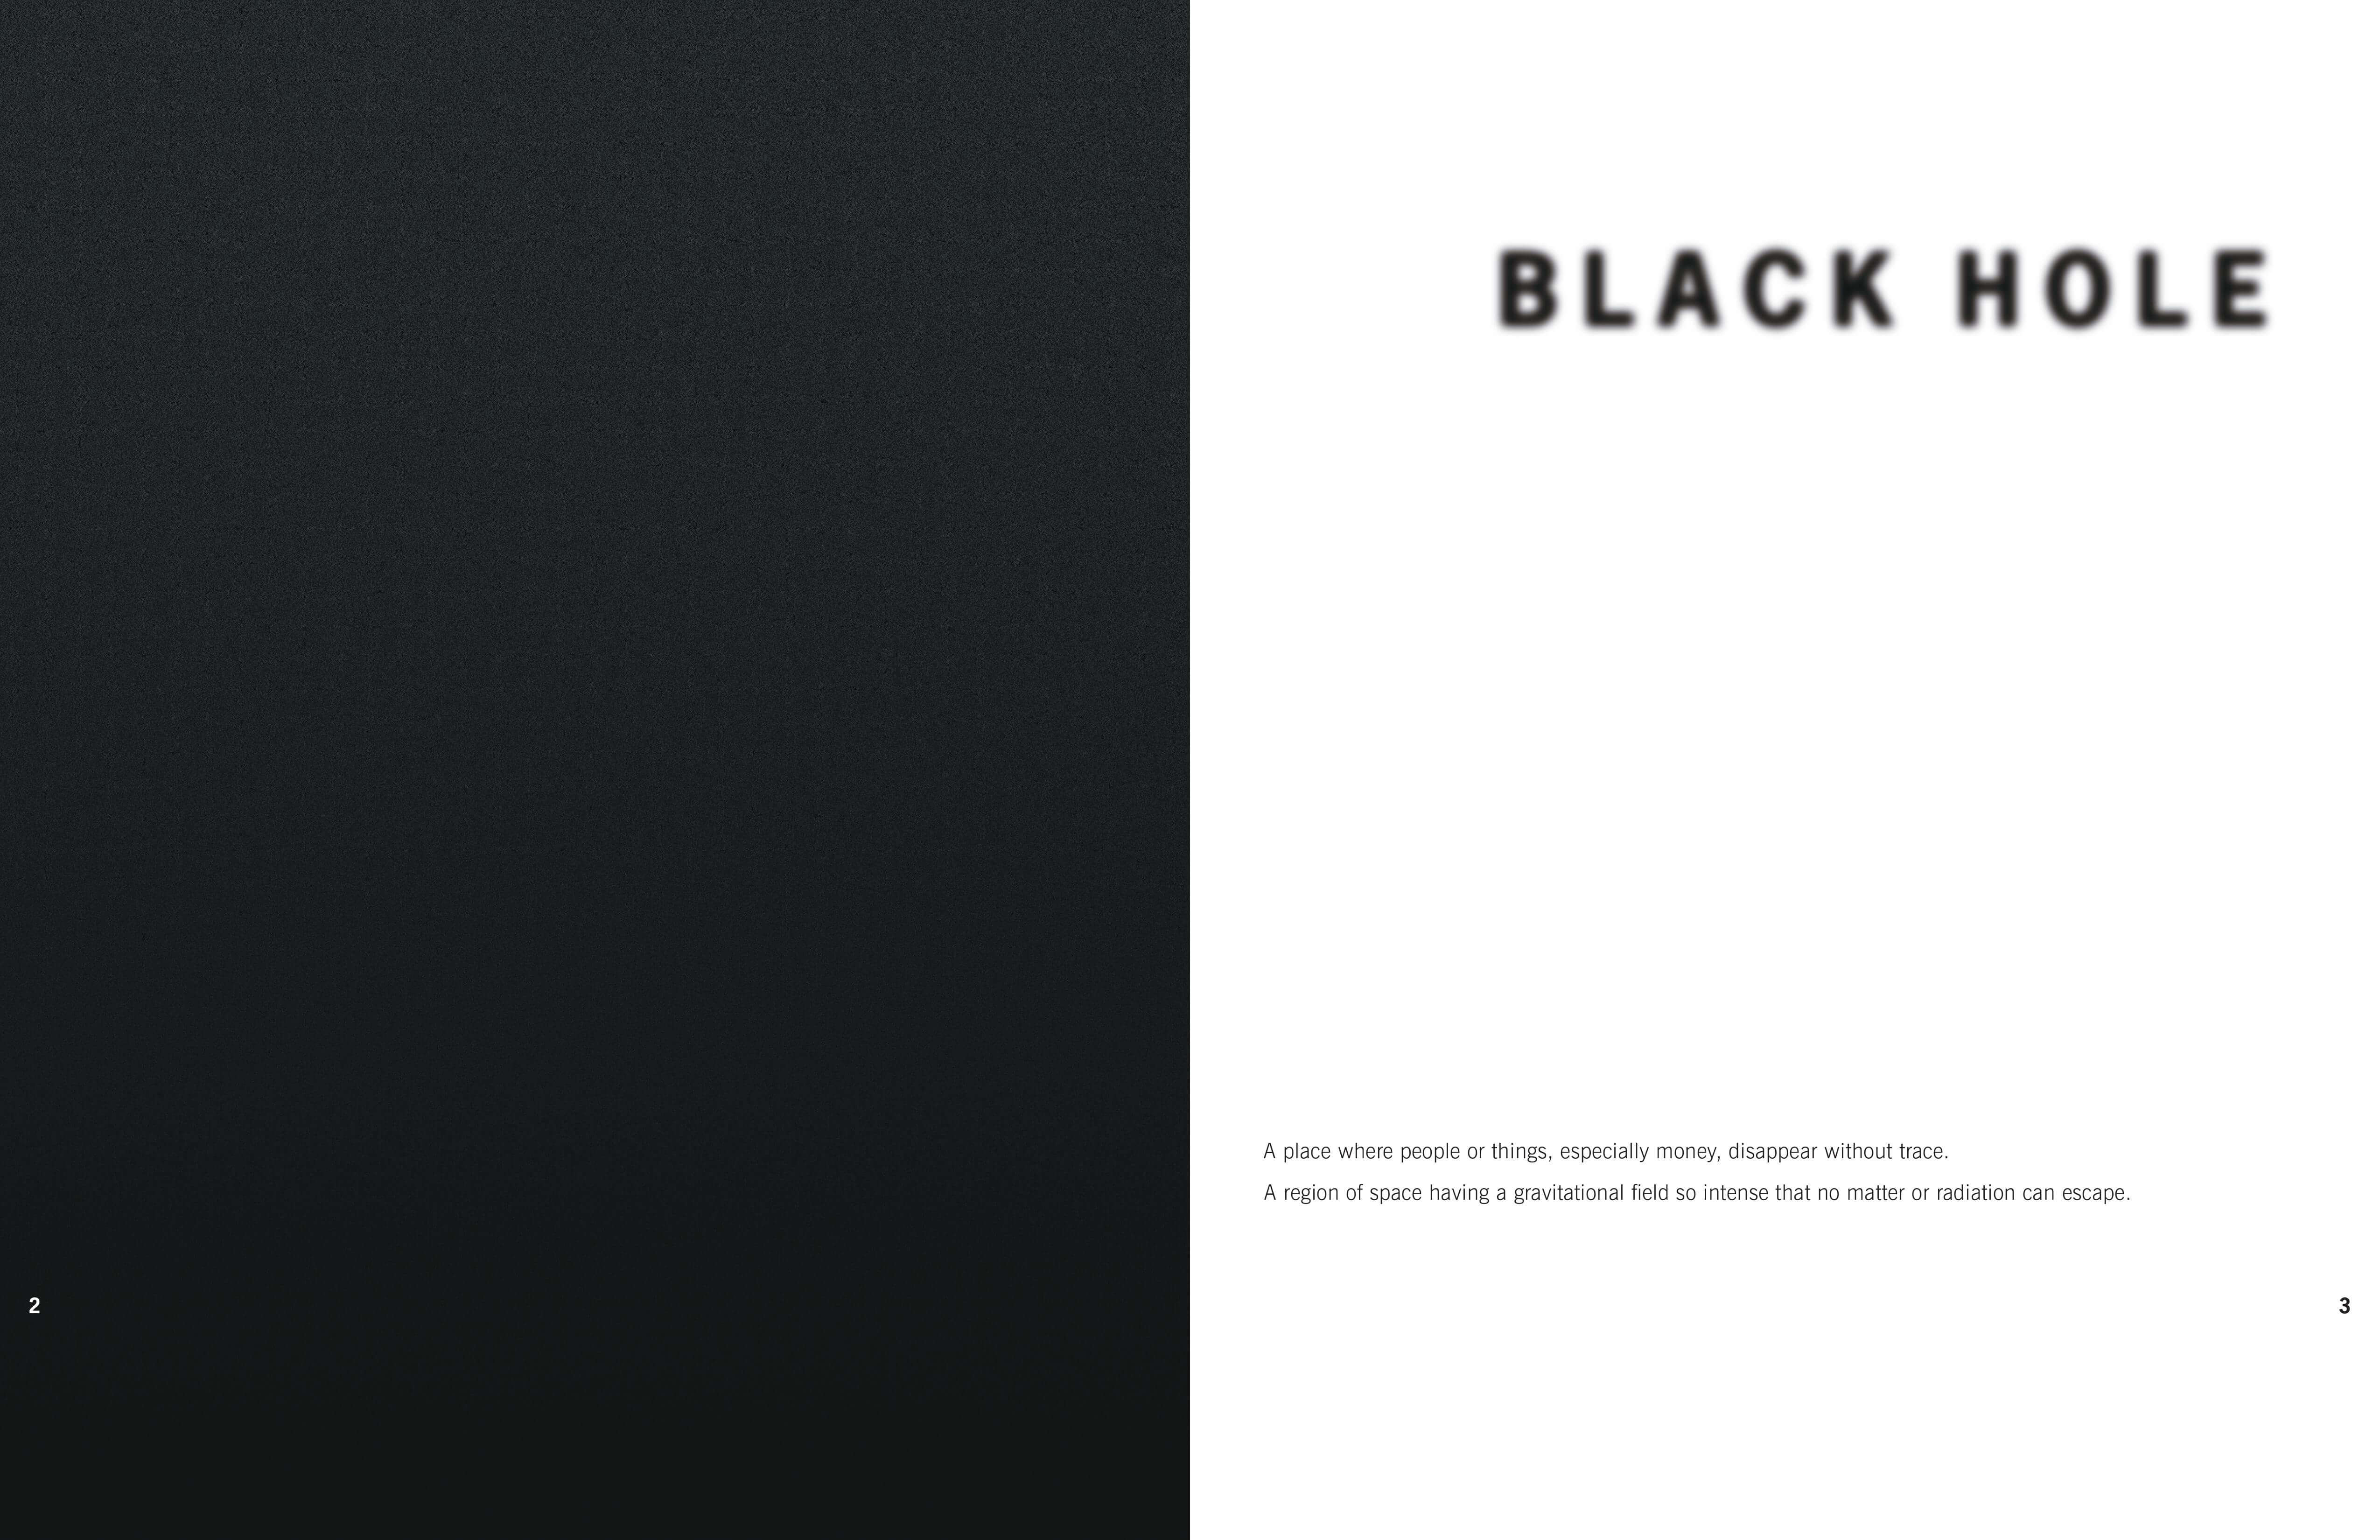 BLACK HOLE
A place where people or things, especially money, disappear without trace.
A region of space having a gravitational field so intense that no matter or radiation can escape.
2
3